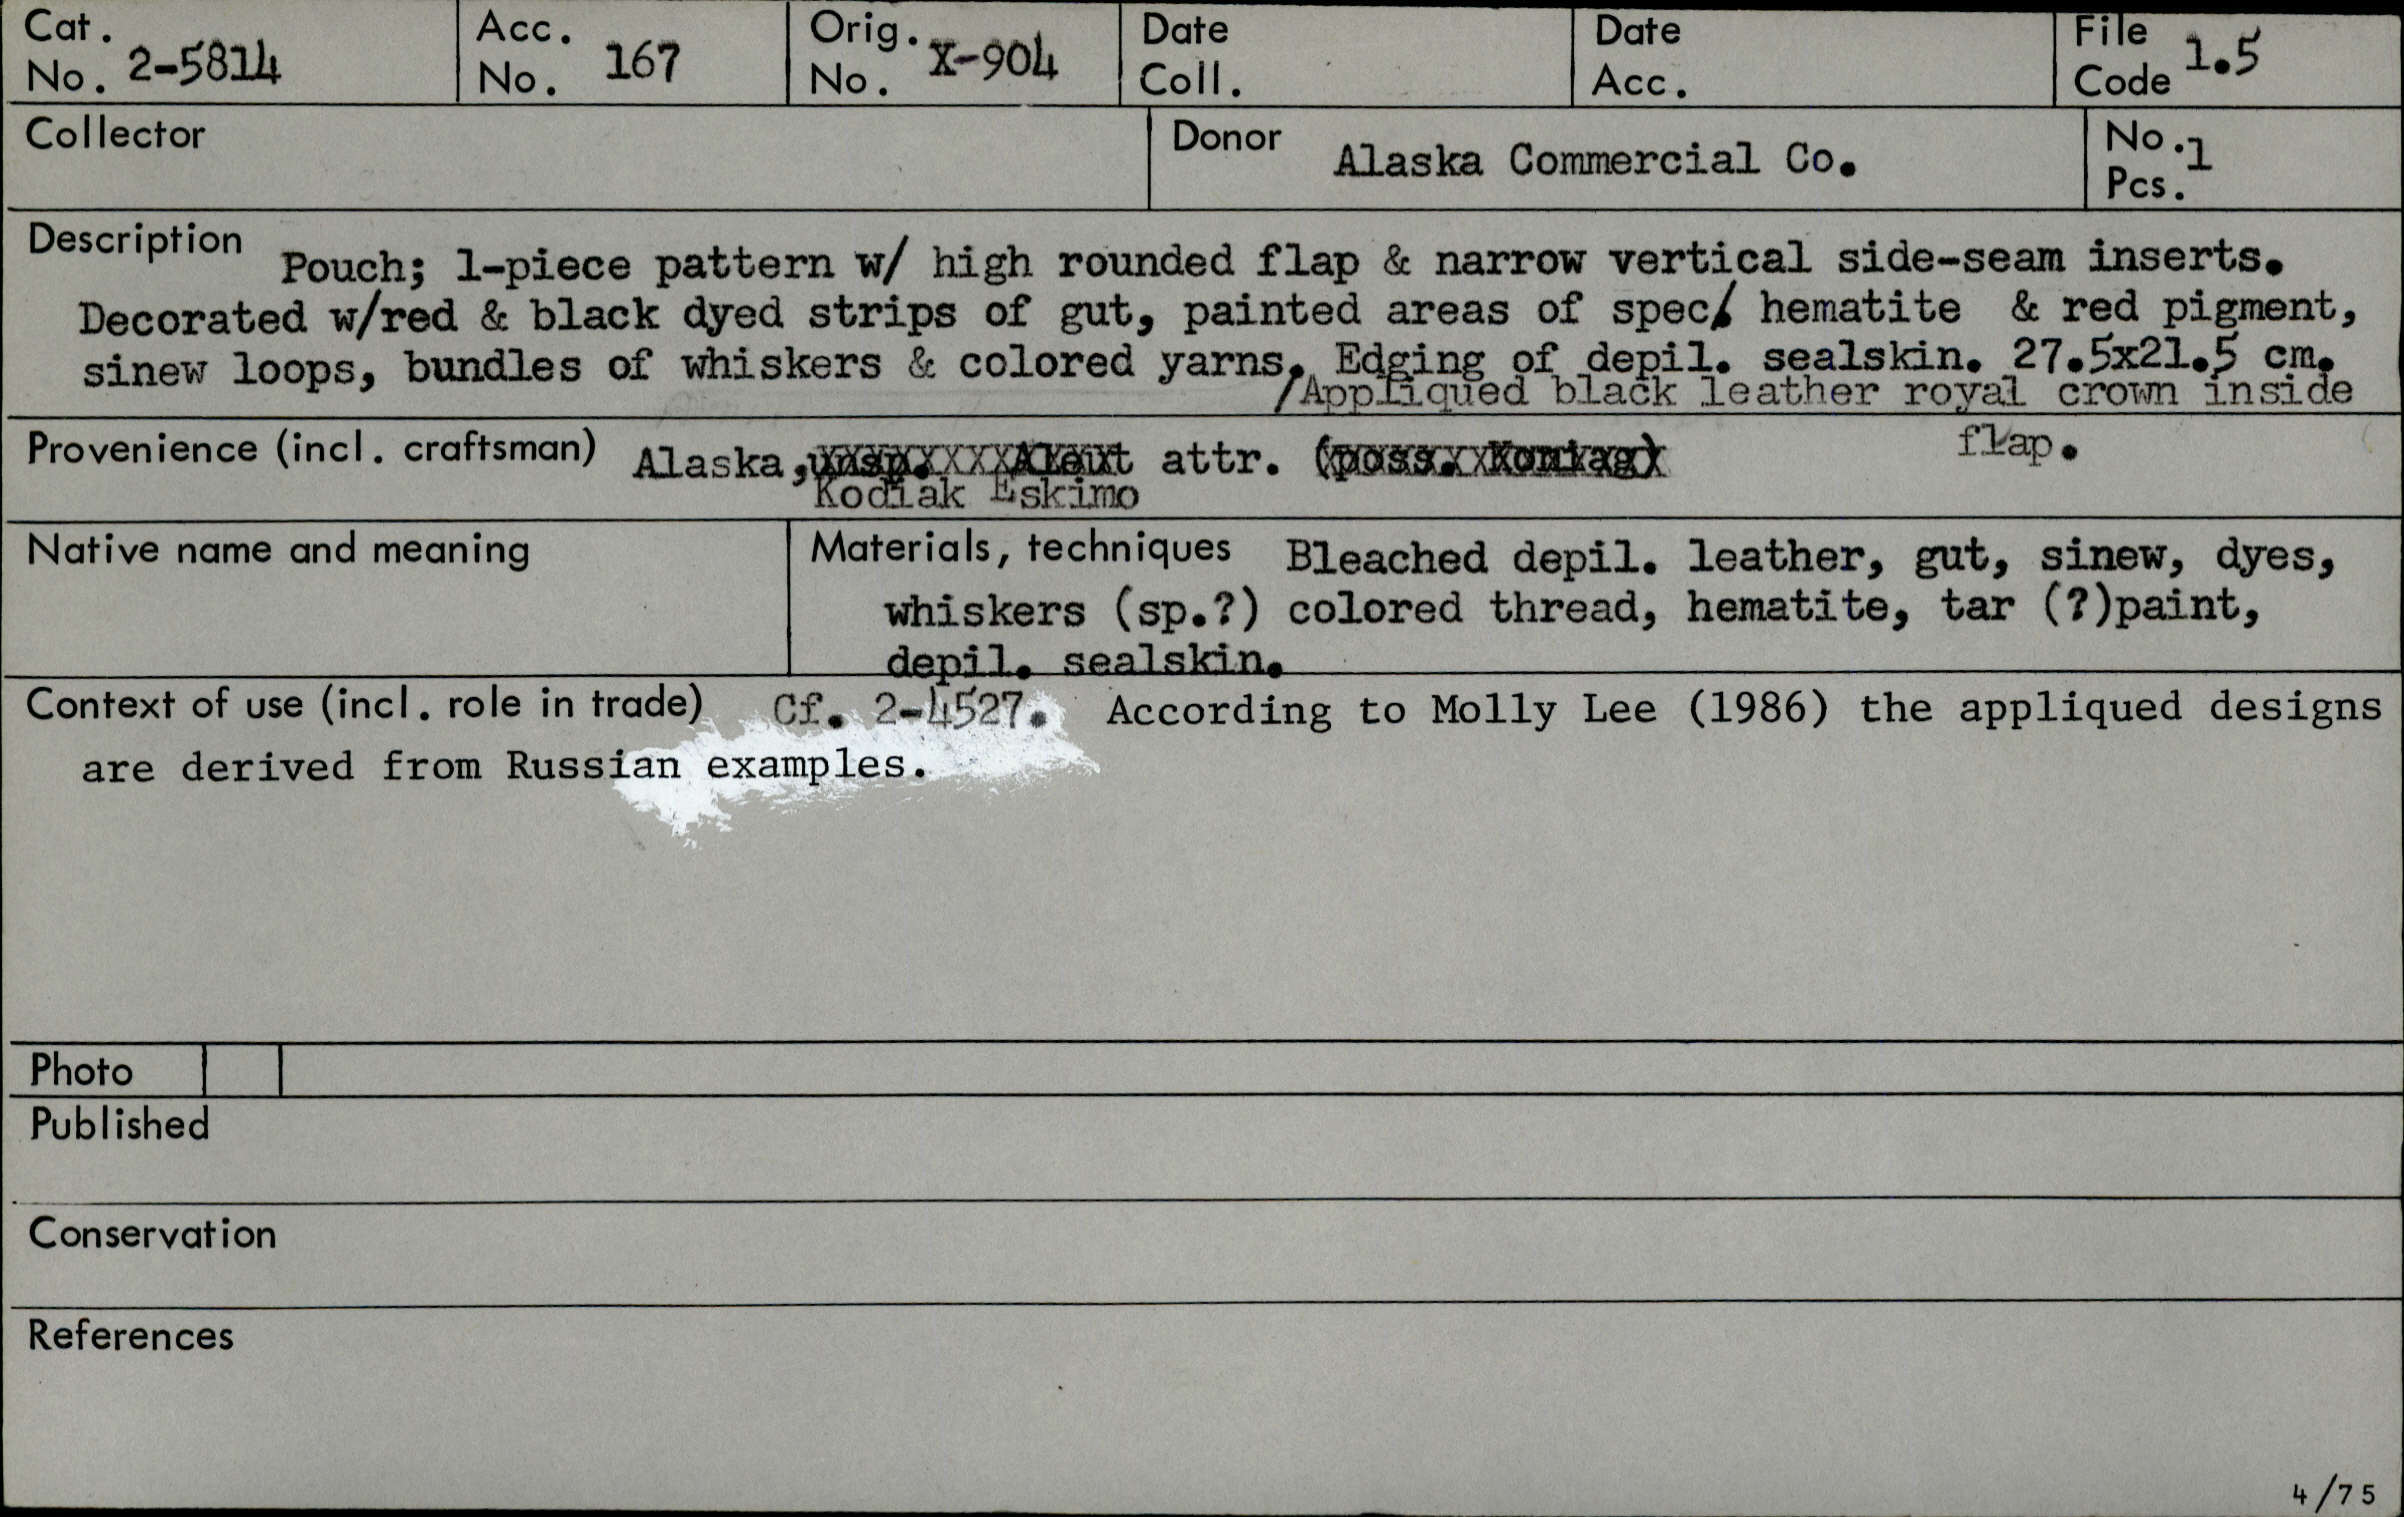 Cat. No. 2-5814 Acc. No. 167 Orig. No. X-904 Date Coll. Date Acc. File Code 1.5
Collector Donor Alaska Commercial Co. No. Pcs. 1
Description Pouch; 1-piece pattern w/ high rounded flap & narrow vertical side-seam inserts.
Decorated w/red & black dyed strips of gut, painted areas of spec. hematite & red pigment,
sinew loops, bundles of whiskers & colored yarns. Edging of depil. sealskin. 27.5x21.5 cm.
/Appliqued black leather royal crown inside
flap.
Provenience (incl. craftsman) Alaska, unsp. Aleut attr. (poss. Koniag)
Kodiak Eskimo
Native name and meaning
Materials, techniques Bleached depil. leather, gut, sinew, dyes,
whiskers (sp.?) colored thread, hematite, tar (?)paint,
depil. sealskin.
Context of use (incl. role in trade) Cf. 2-4527. According to Molly Lee (1986) the appliqued designs
are derived from Russian examples.
Photo
Published
Conservation
References
4/75